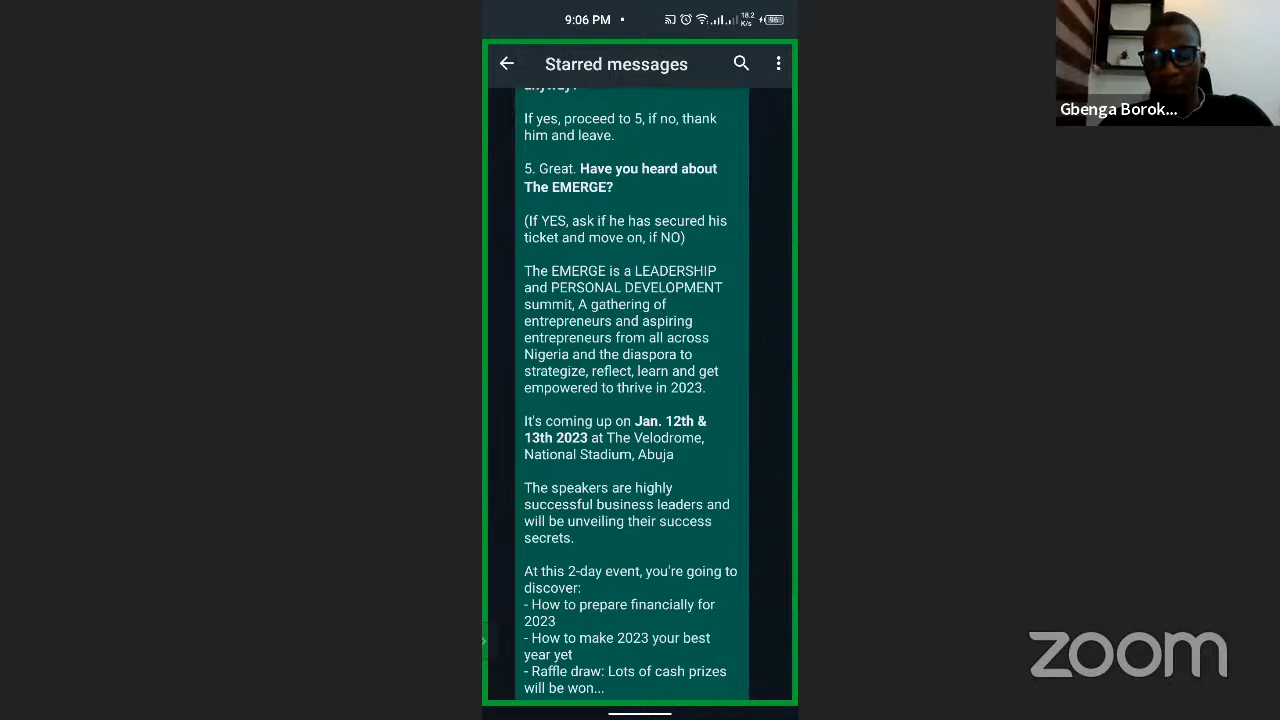 9:06 PM
18.2
K/s
96
Starred messages
anyway?
If yes, proceed to 5, if no, thank
him and leave.
5. Great. Have you heard about
The EMERGE?
(If YES, ask if he has secured his
ticket and move on, if NO)
The EMERGE is a LEADERSHIP
and PERSONAL DEVELOPMENT
summit, A gathering of
entrepreneurs and aspiring
entrepreneurs from all across
Nigeria and the diaspora to
strategize, reflect, learn and get
empowered to thrive in 2023.
It's coming up on Jan. 12th &
13th 2023 at The Velodrome,
National Stadium, Abuja
The speakers are highly
successful business leaders and
will be unveiling their success
secrets.
At this 2-day event, you're going to
discover:
- How to prepare financially for
2023
- How to make 2023 your best
year yet
- Raffle draw: Lots of cash prizes
will be won...
Gbenga Borok...
zoom